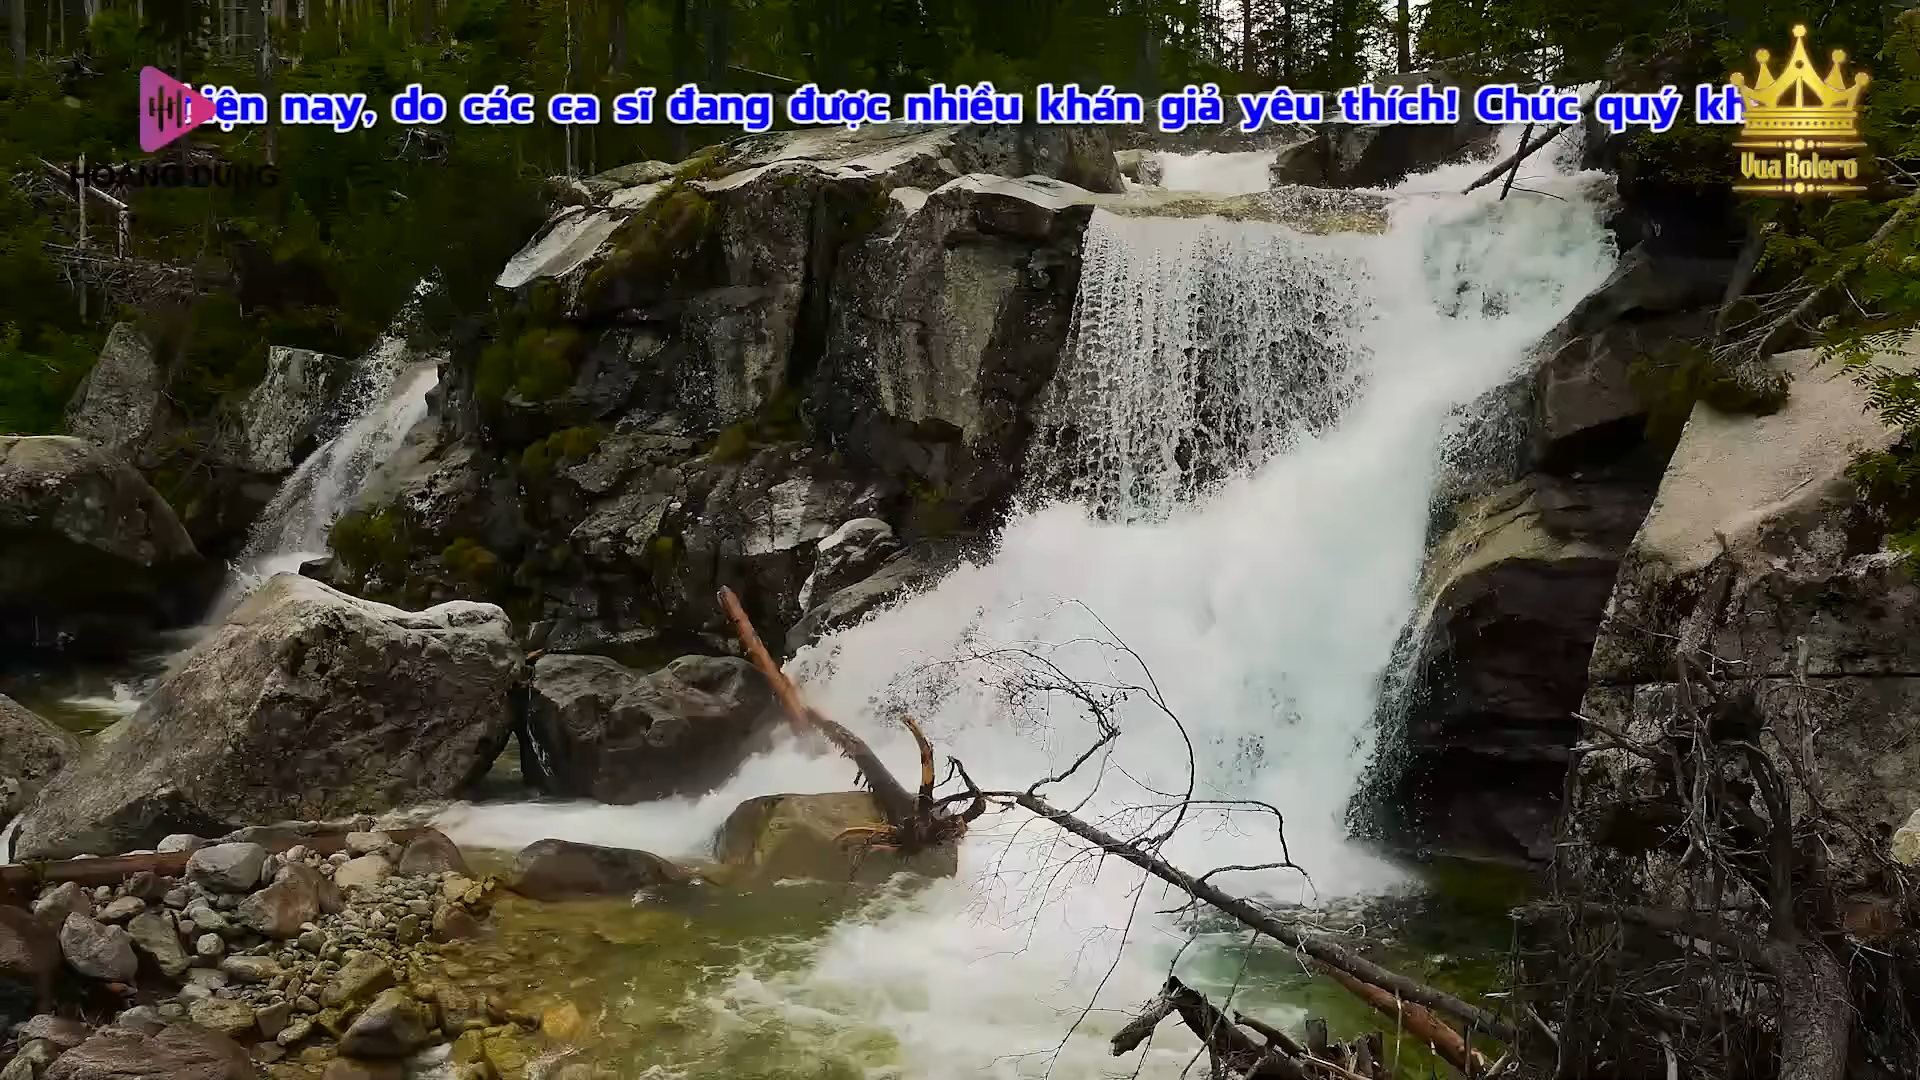 hiện nay, do các ca sĩ đang được nhiều khán giả yêu thích! Chúc quý kh
HOANG DUNG
Vua Bolero